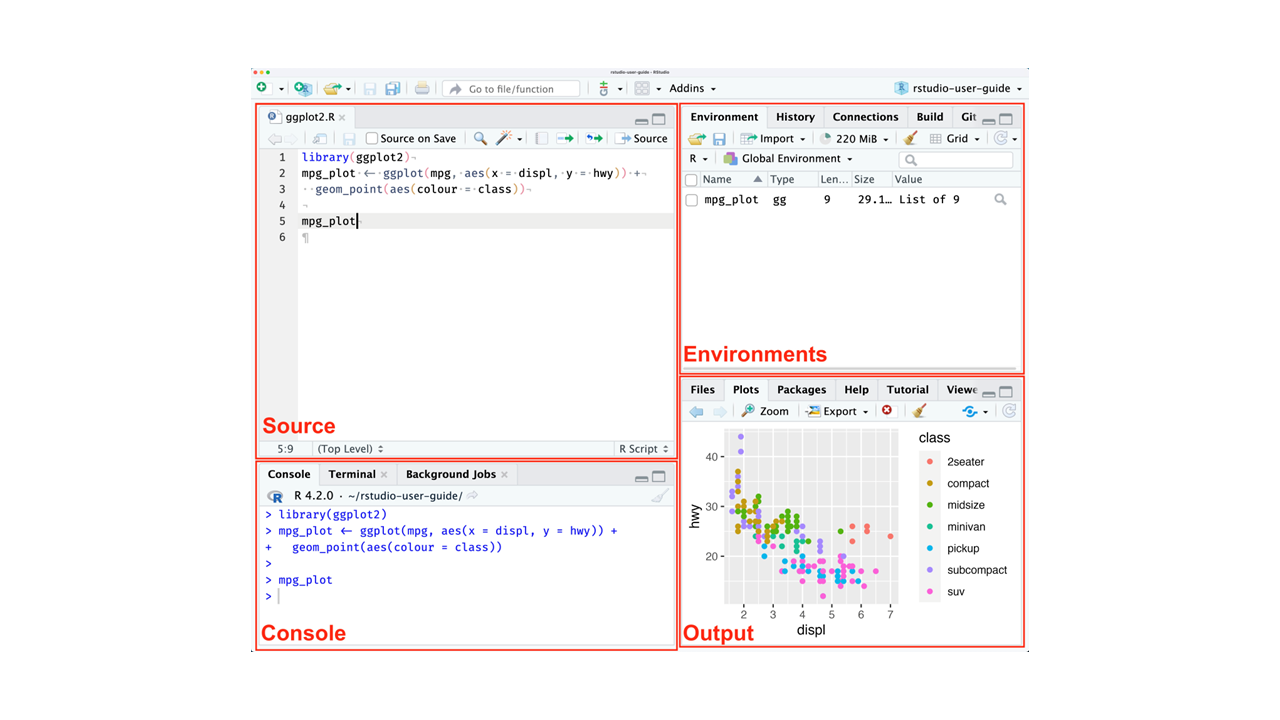 rstudio-user-guide - RStudio
Go to file/function
Addins
rstudio-user-guide
ggplot2.R
Source on Save
Source
1 library(ggplot2)
2 mpg_plot <- ggplot(mpg, aes(x = displ, y = hwy)) +
3 geom_point(aes(colour = class))
4
5 mpg_plot
6
Source
5:9 (Top Level) R Script
Console Terminal Background Jobs
R 4.2.0 · ~/rstudio-user-guide/
> library(ggplot2)
> mpg_plot <- ggplot(mpg, aes(x = displ, y = hwy)) +
+ geom_point(aes(colour = class))
>
> mpg_plot
>
Console
Environment History Connections Build Git
Import 220 MiB Grid
R Global Environment
Name Type Len... Size Value
mpg_plot gg 9 29.1... List of 9
Environments
Files Plots Packages Help Tutorial Viewe
Zoom Export
40
30
20
hwy
2 3 4 5 6 7
displ
class
2seater
compact
midsize
minivan
pickup
subcompact
suv
Output